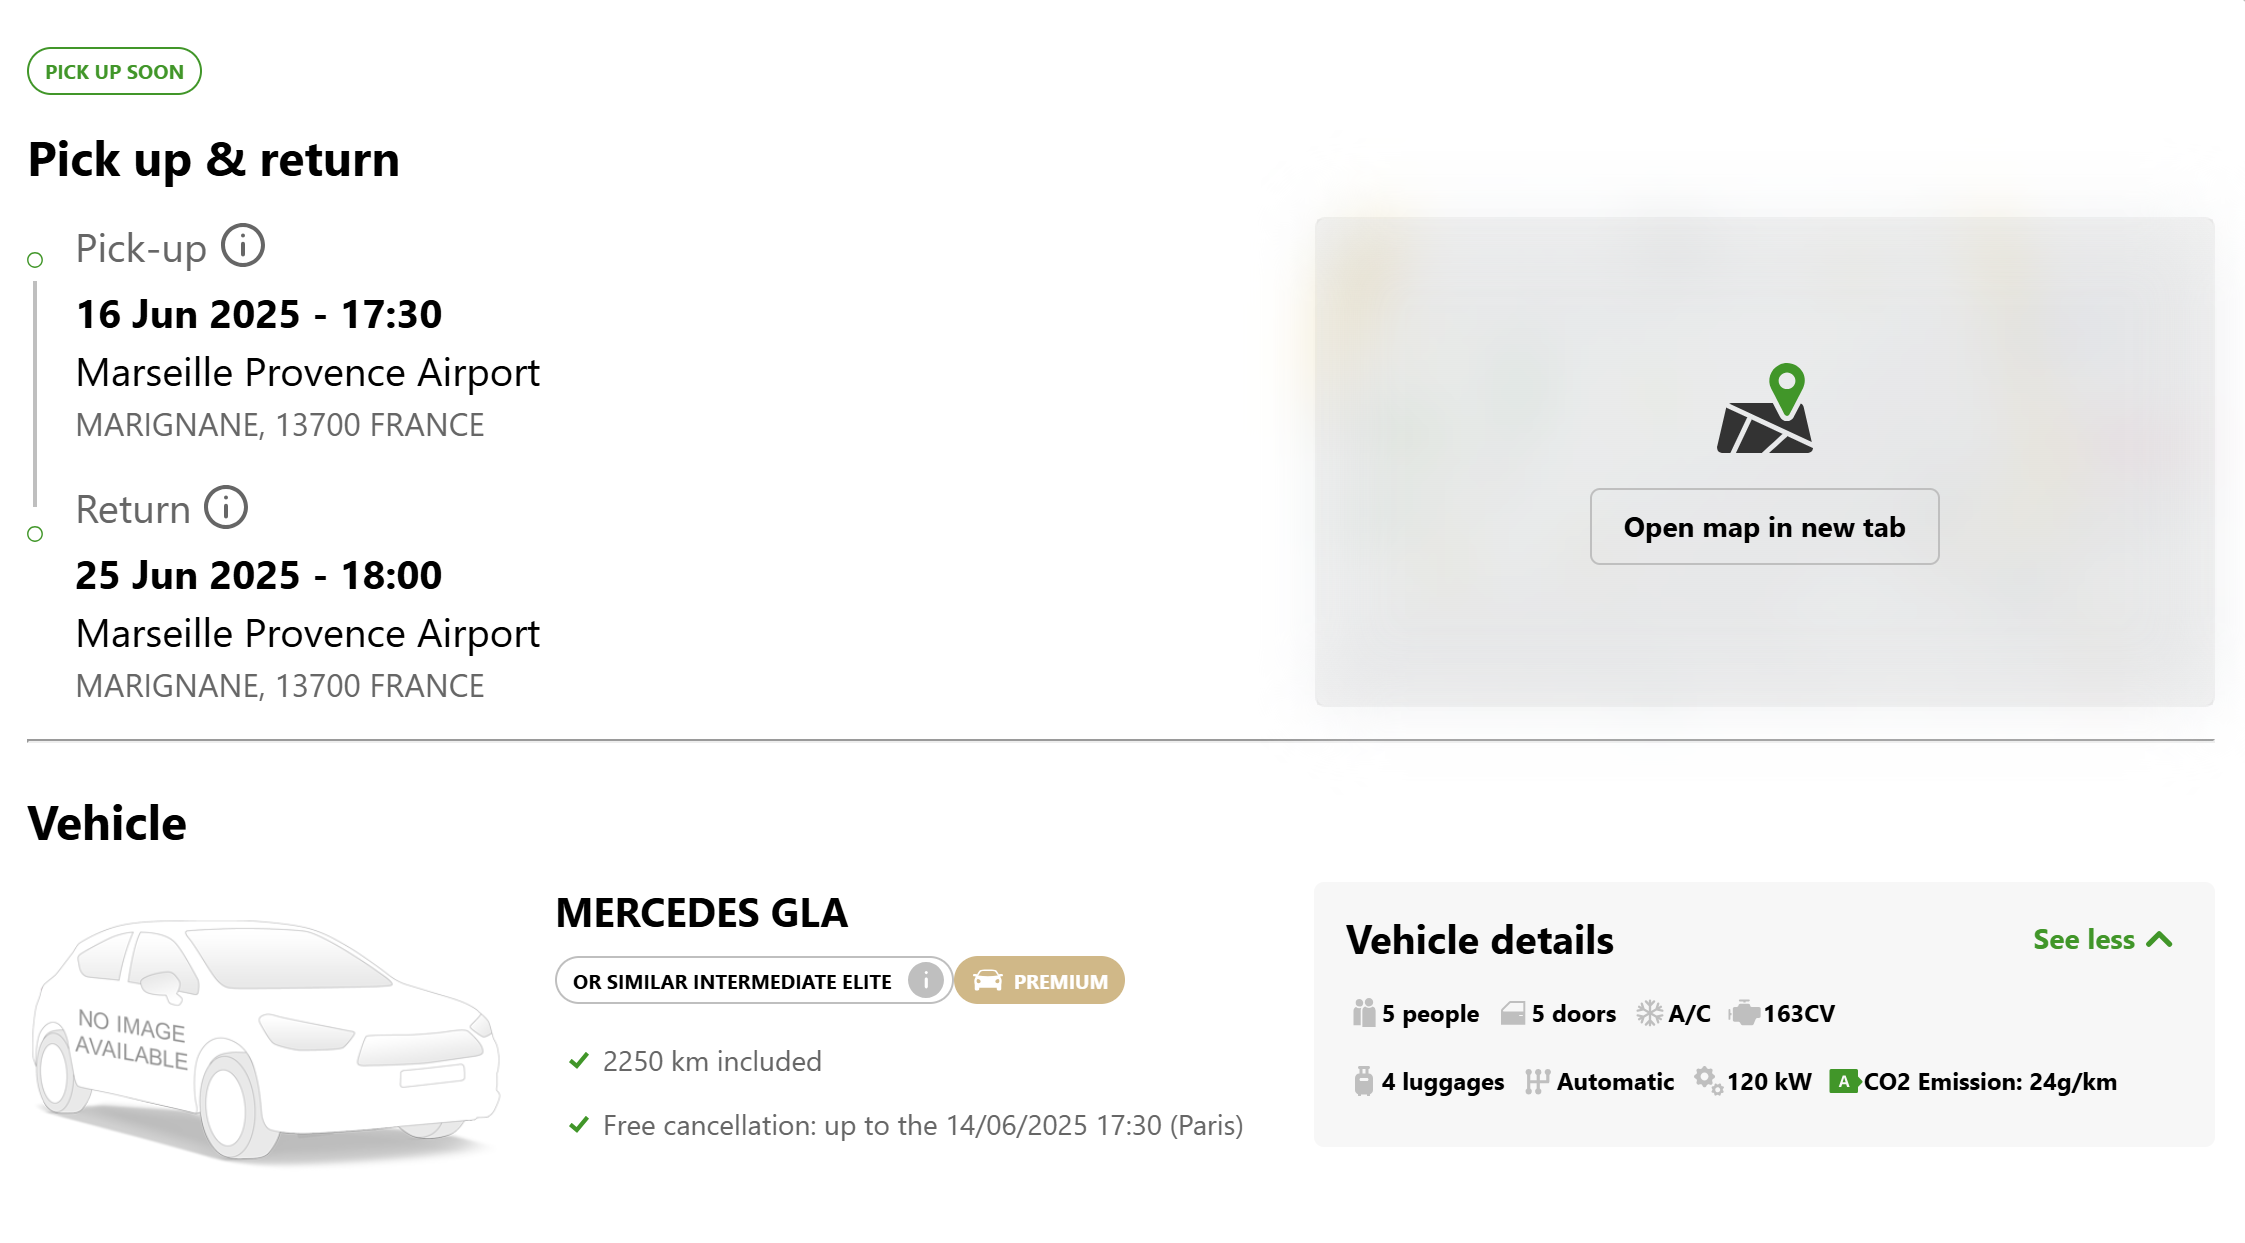 PICK UP SOON
Pick up & return
Pick-up
16 Jun 2025 - 17:30
Marseille Provence Airport
MARIGNANE, 13700 FRANCE
Return
25 Jun 2025 - 18:00
Marseille Provence Airport
MARIGNANE, 13700 FRANCE
Open map in new tab
Vehicle
NO IMAGE
AVAILABLE
MERCEDES GLA
OR SIMILAR INTERMEDIATE ELITE
PREMIUM
2250 km included
Free cancellation: up to the 14/06/2025 17:30 (Paris)
Vehicle details
See less
5 people 5 doors A/C 163CV
4 luggages Automatic 120 kW A CO2 Emission: 24g/km